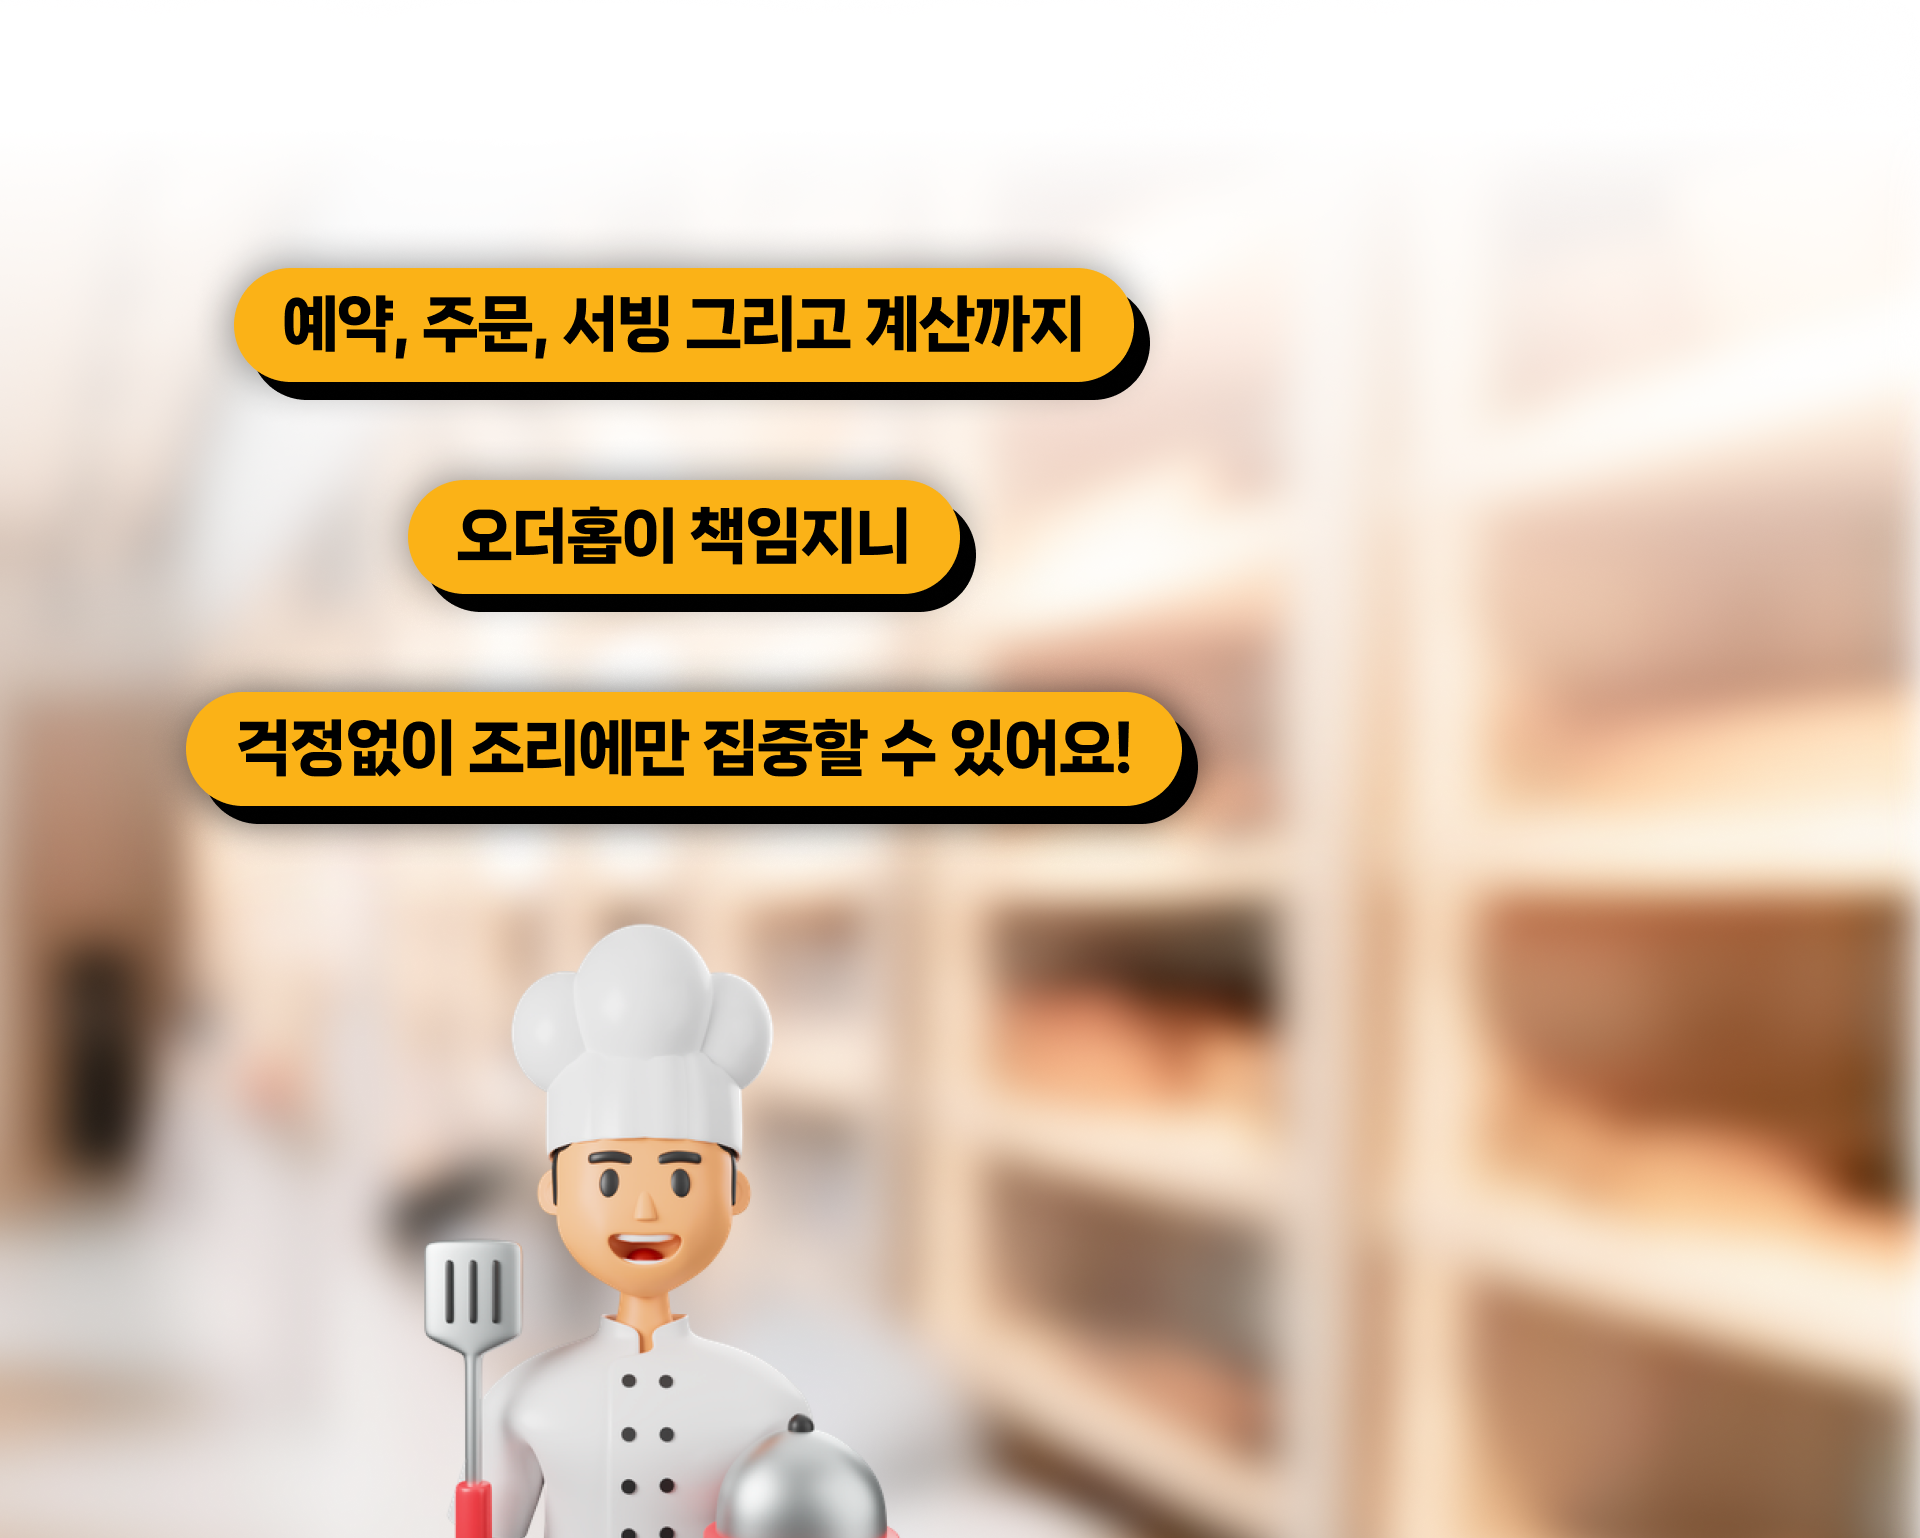 예약, 주문, 서빙 그리고 계산까지
오더홉이 책임지니
걱정없이 조리에만 집중할 수 있어요!